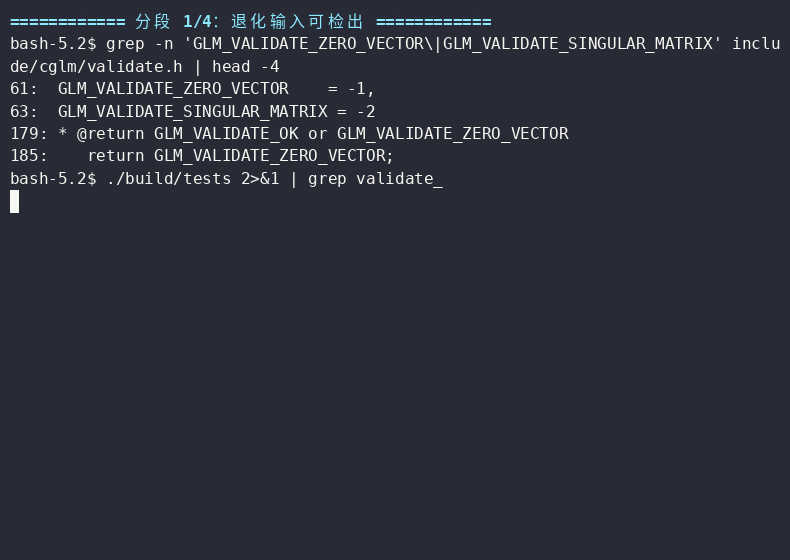 ============ 分段 1/4: 退化输入可检出 ============
bash-5.2$ grep -n 'GLM_VALIDATE_ZERO_VECTOR\|GLM_VALIDATE_SINGULAR_MATRIX' inclu
de/cglm/validate.h | head -4
61:  GLM_VALIDATE_ZERO_VECTOR    = -1,
63:  GLM_VALIDATE_SINGULAR_MATRIX = -2
179: * @return GLM_VALIDATE_OK or GLM_VALIDATE_ZERO_VECTOR
185:    return GLM_VALIDATE_ZERO_VECTOR;
bash-5.2$ ./build/tests 2>&1 | grep validate_